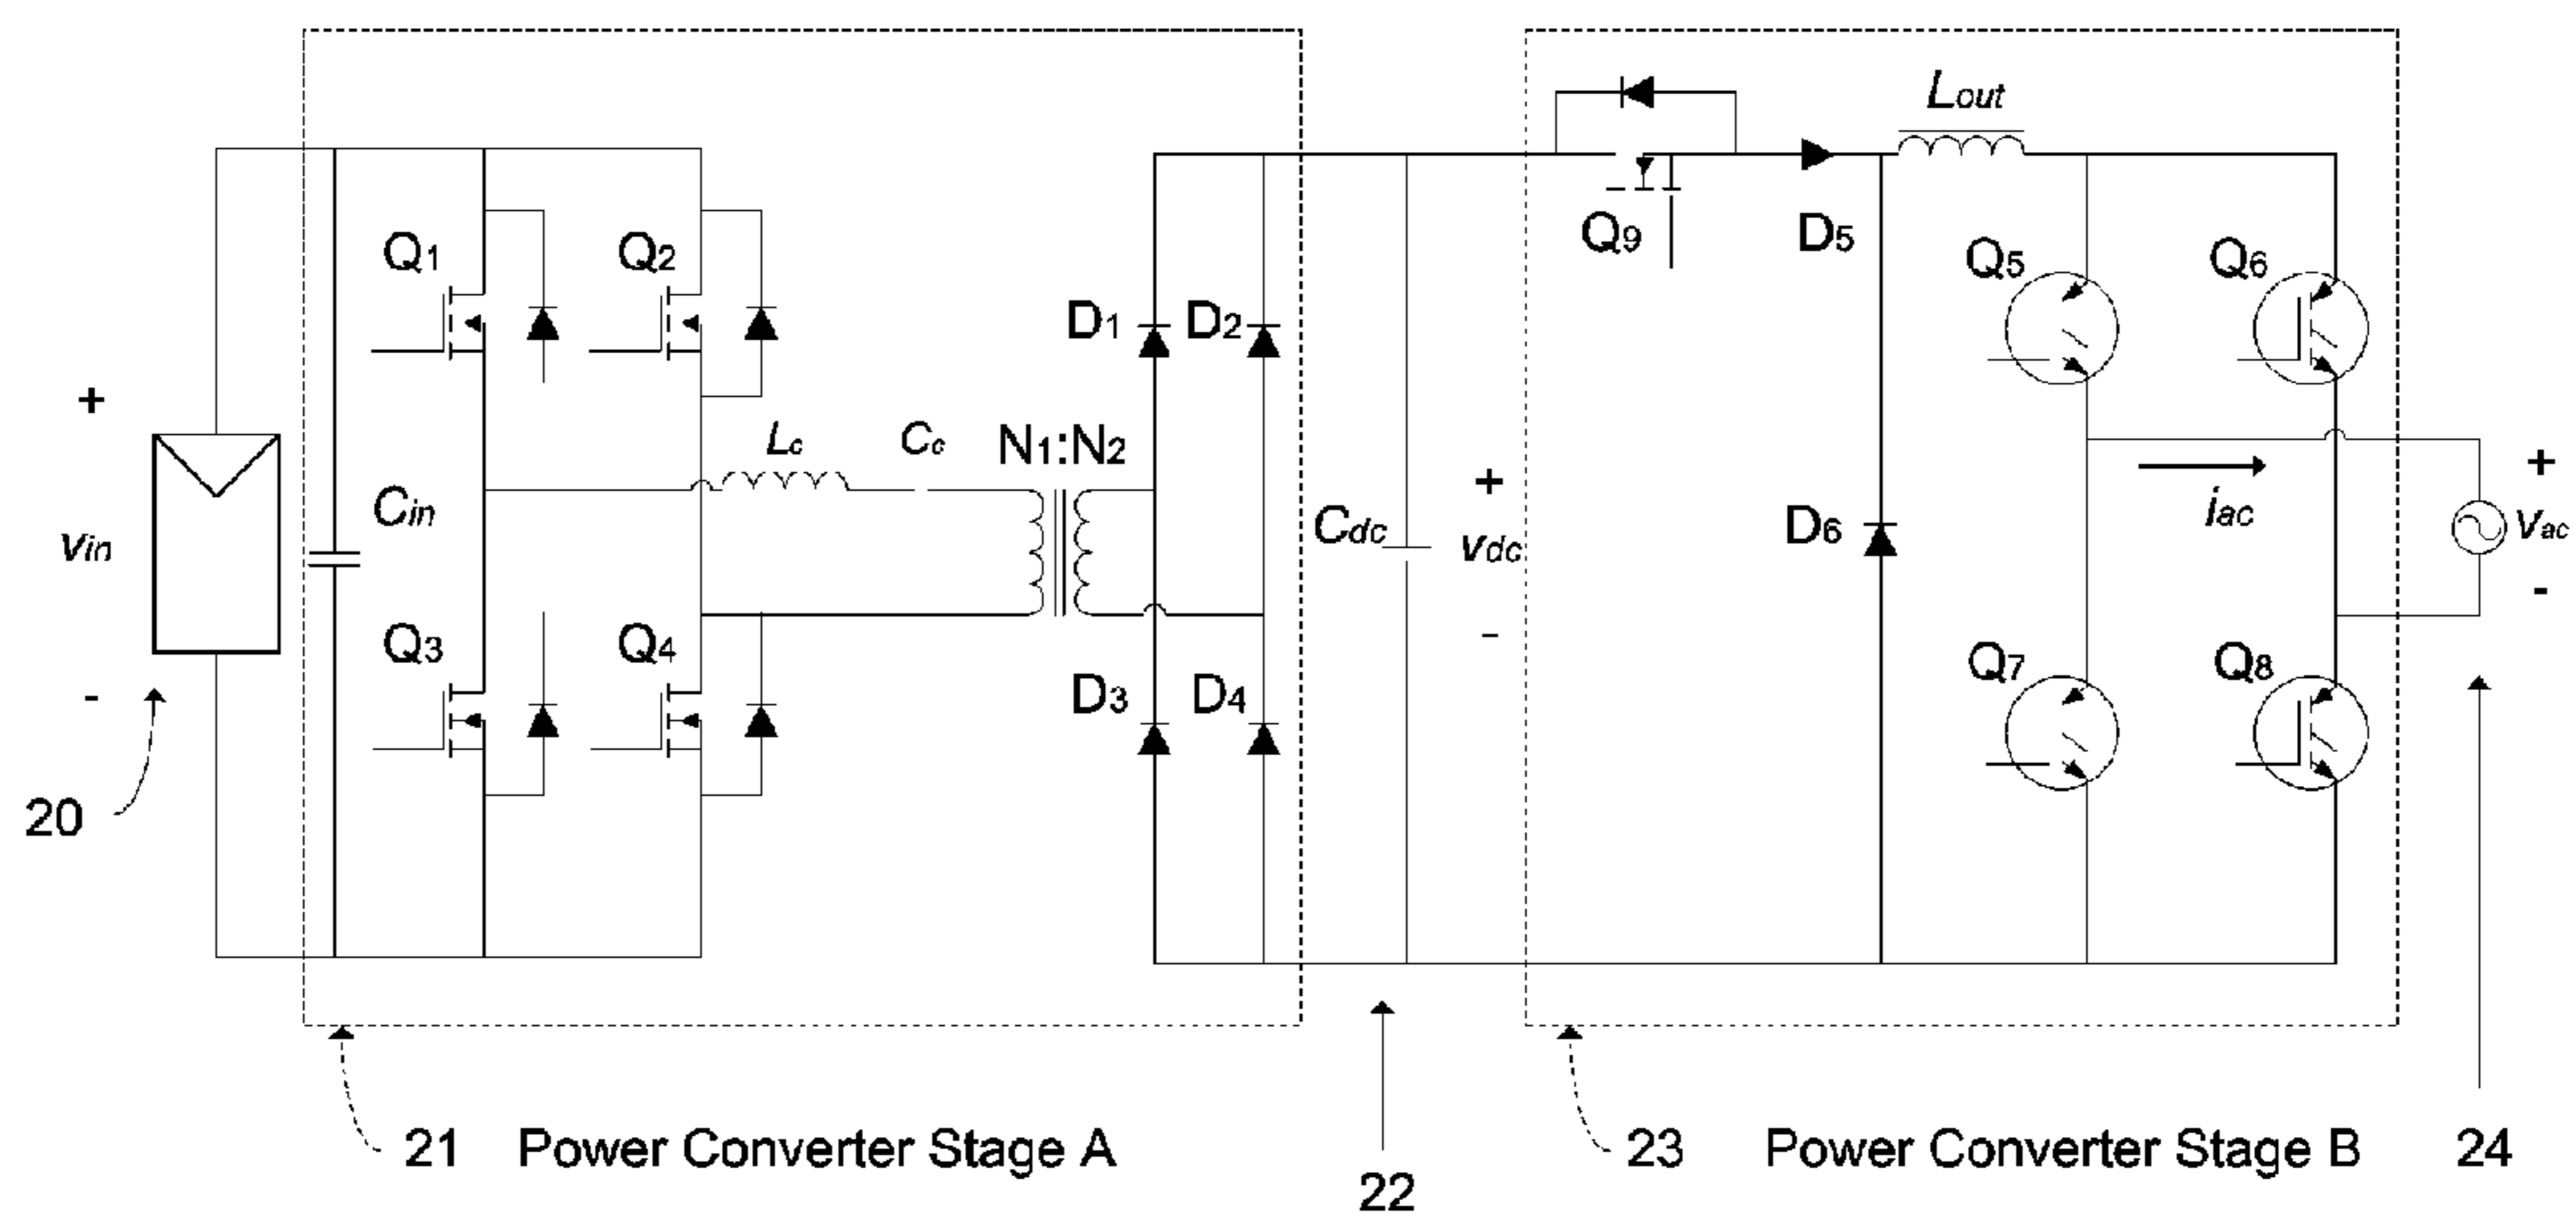 Lout
Q9
D5
Q1
Q2
Q5
Q6
D1
D2
+
Lc
Cc
N1:N2
+
+
Cin
vin
Cdc
vdc
D6
iac
vac
-
-
-
Q3
Q4
Q7
Q8
D3
D4
20
21
Power Converter Stage A
23
Power Converter Stage B
24
22